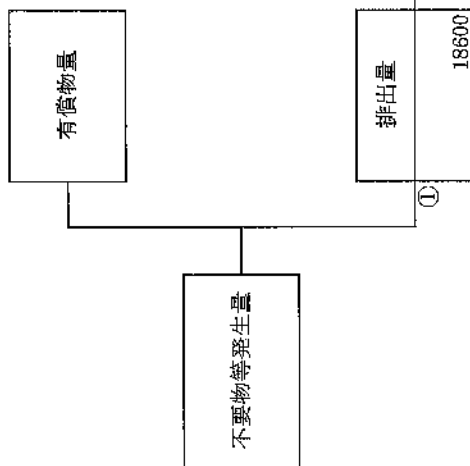 有償物量
不要物等発生量
排出量
①
18600